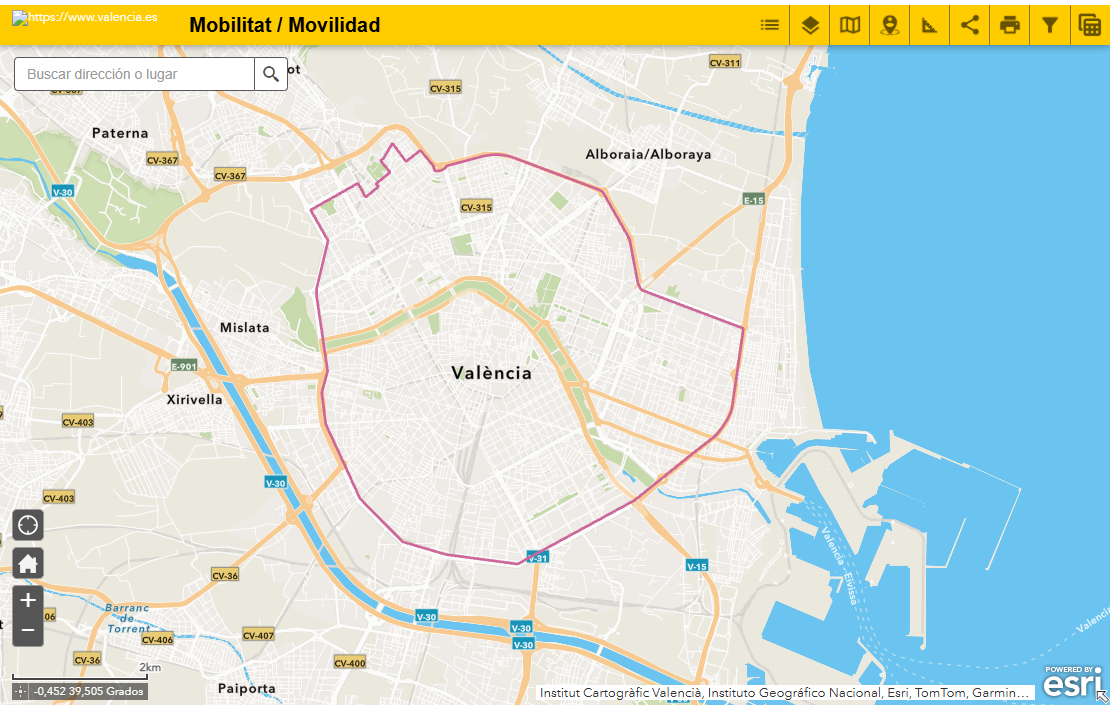 https://www.valencia.es
Mobilitat / Movilidad
Buscar dirección o lugar
ot
CV-311
CV-315
Paterna
Alboraia/Alboraya
CV-367
CV-367
V-30
E-15
CV-315
Mislata
E-901
València
Xirivella
CV-403
V-30
CV-403
V-31
V-15
València - Eivissa
CV-36
Barranc
de
Torrent
06
V-30
València
V-30
CV-407
CV-406
V-30
CV-36
CV-400
2km
Paiporta
-0,452 39,505 Grados
Institut Cartogràfic Valencià, Instituto Geográfico Nacional, Esri, TomTom, Garmin…
POWERED BY
esri